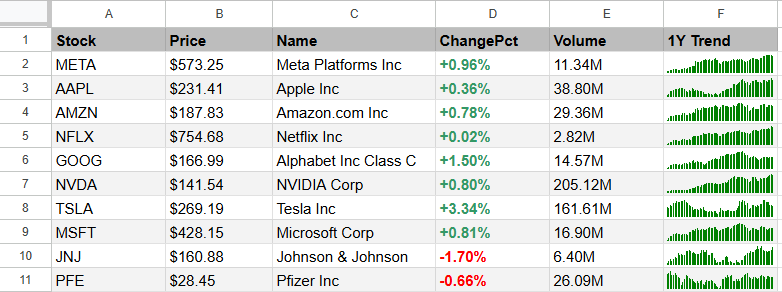 A B C D E F
1 Stock Price Name ChangePct Volume 1Y Trend
2 META $573.25 Meta Platforms Inc +0.96% 11.34M
3 AAPL $231.41 Apple Inc +0.36% 38.80M
4 AMZN $187.83 Amazon.com Inc +0.78% 29.36M
5 NFLX $754.68 Netflix Inc +0.02% 2.82M
6 GOOG $166.99 Alphabet Inc Class C +1.50% 14.57M
7 NVDA $141.54 NVIDIA Corp +0.80% 205.12M
8 TSLA $269.19 Tesla Inc +3.34% 161.61M
9 MSFT $428.15 Microsoft Corp +0.81% 16.90M
10 JNJ $160.88 Johnson & Johnson -1.70% 6.40M
11 PFE $28.45 Pfizer Inc -0.66% 26.09M